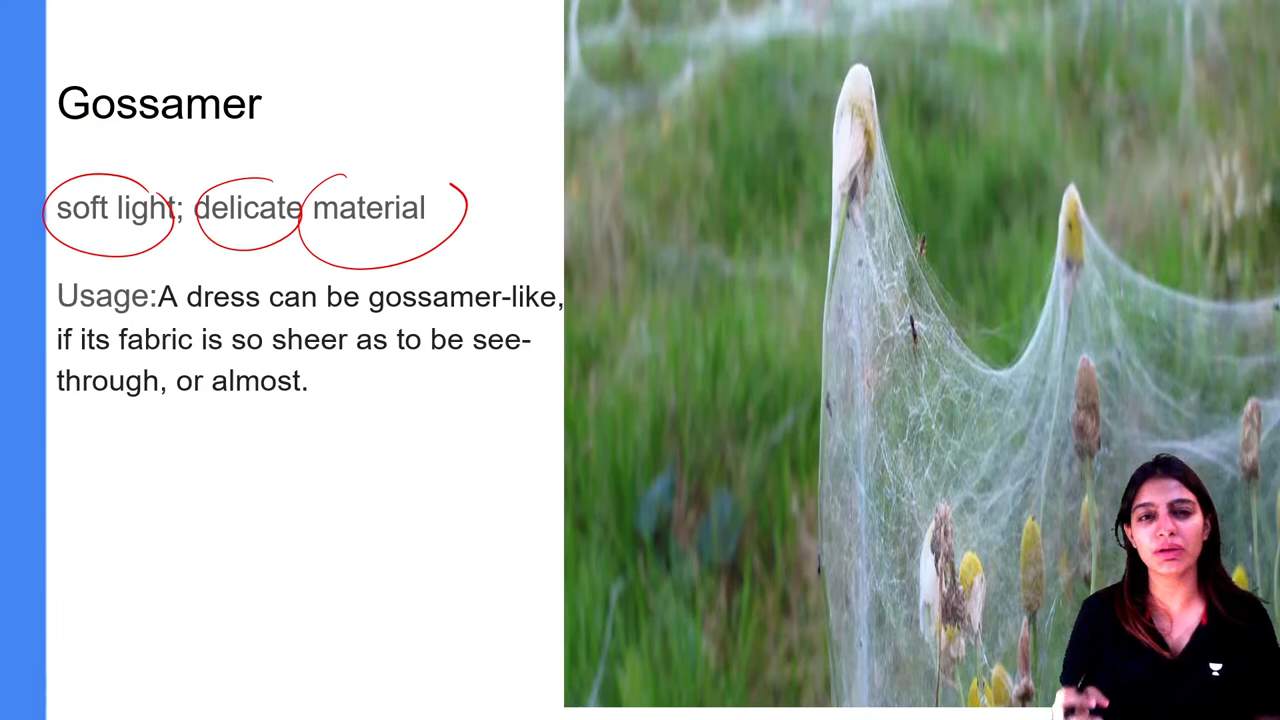 Gossamer
soft light; delicate material
Usage:A dress can be gossamer-like,
if its fabric is so sheer as to be see-
through, or almost.